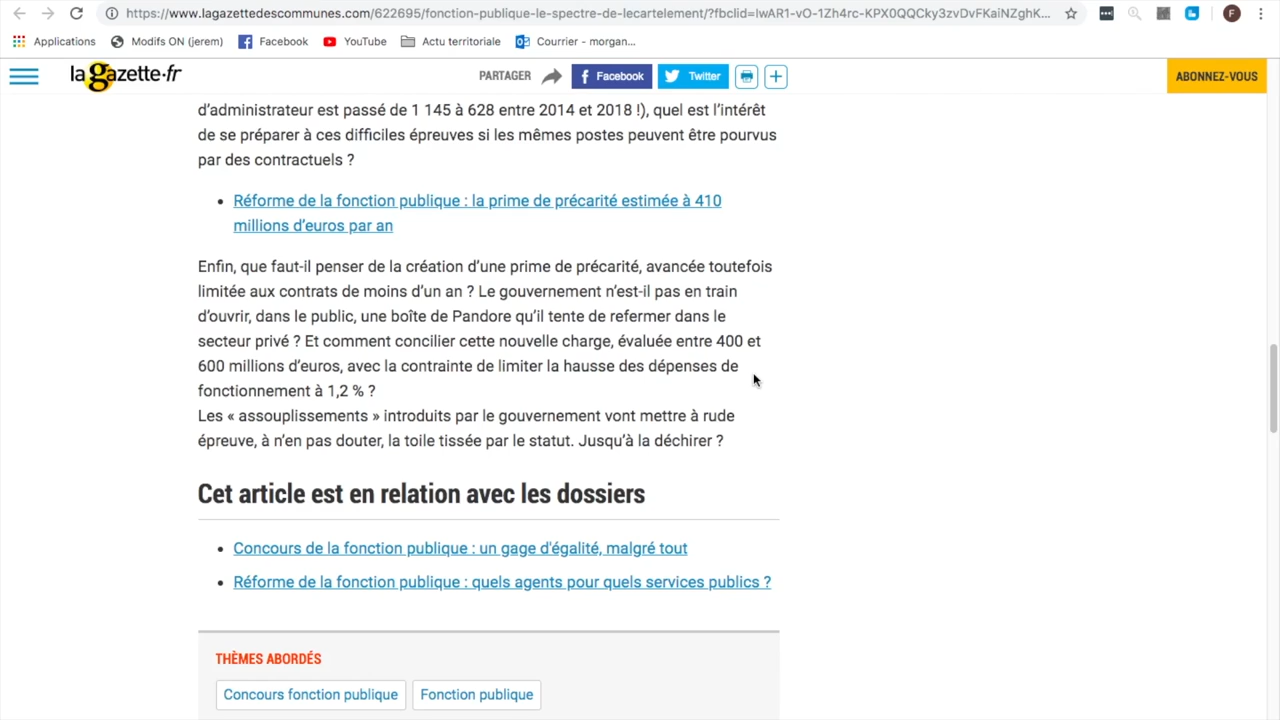 https://www.lagazettedescommunes.com/622695/fonction-publique-le-spectre-de-lecartelement/?fbclid=IwAR1-vO-1Zh4rc-KPX0QQCky3zvDvFKaiNZghK...
F
Applications
Modifs ON (jerem)
Facebook
YouTube
Actu territoriale
Courrier - morgan...
la gazette.fr
PARTAGER
Facebook
Twitter
ABONNEZ-VOUS
d’administrateur est passé de 1 145 à 628 entre 2014 et 2018 !), quel est l’intérêt
de se préparer à ces difficiles épreuves si les mêmes postes peuvent être pourvus
par des contractuels ?
• Réforme de la fonction publique : la prime de précarité estimée à 410
millions d’euros par an
Enfin, que faut-il penser de la création d’une prime de précarité, avancée toutefois
limitée aux contrats de moins d’un an ? Le gouvernement n’est-il pas en train
d’ouvrir, dans le public, une boîte de Pandore qu’il tente de refermer dans le
secteur privé ? Et comment concilier cette nouvelle charge, évaluée entre 400 et
600 millions d’euros, avec la contrainte de limiter la hausse des dépenses de
fonctionnement à 1,2 % ?
Les « assouplissements » introduits par le gouvernement vont mettre à rude
épreuve, à n’en pas douter, la toile tissée par le statut. Jusqu’à la déchirer ?
Cet article est en relation avec les dossiers
• Concours de la fonction publique : un gage d'égalité, malgré tout
• Réforme de la fonction publique : quels agents pour quels services publics ?
THÈMES ABORDÉS
Concours fonction publique
Fonction publique